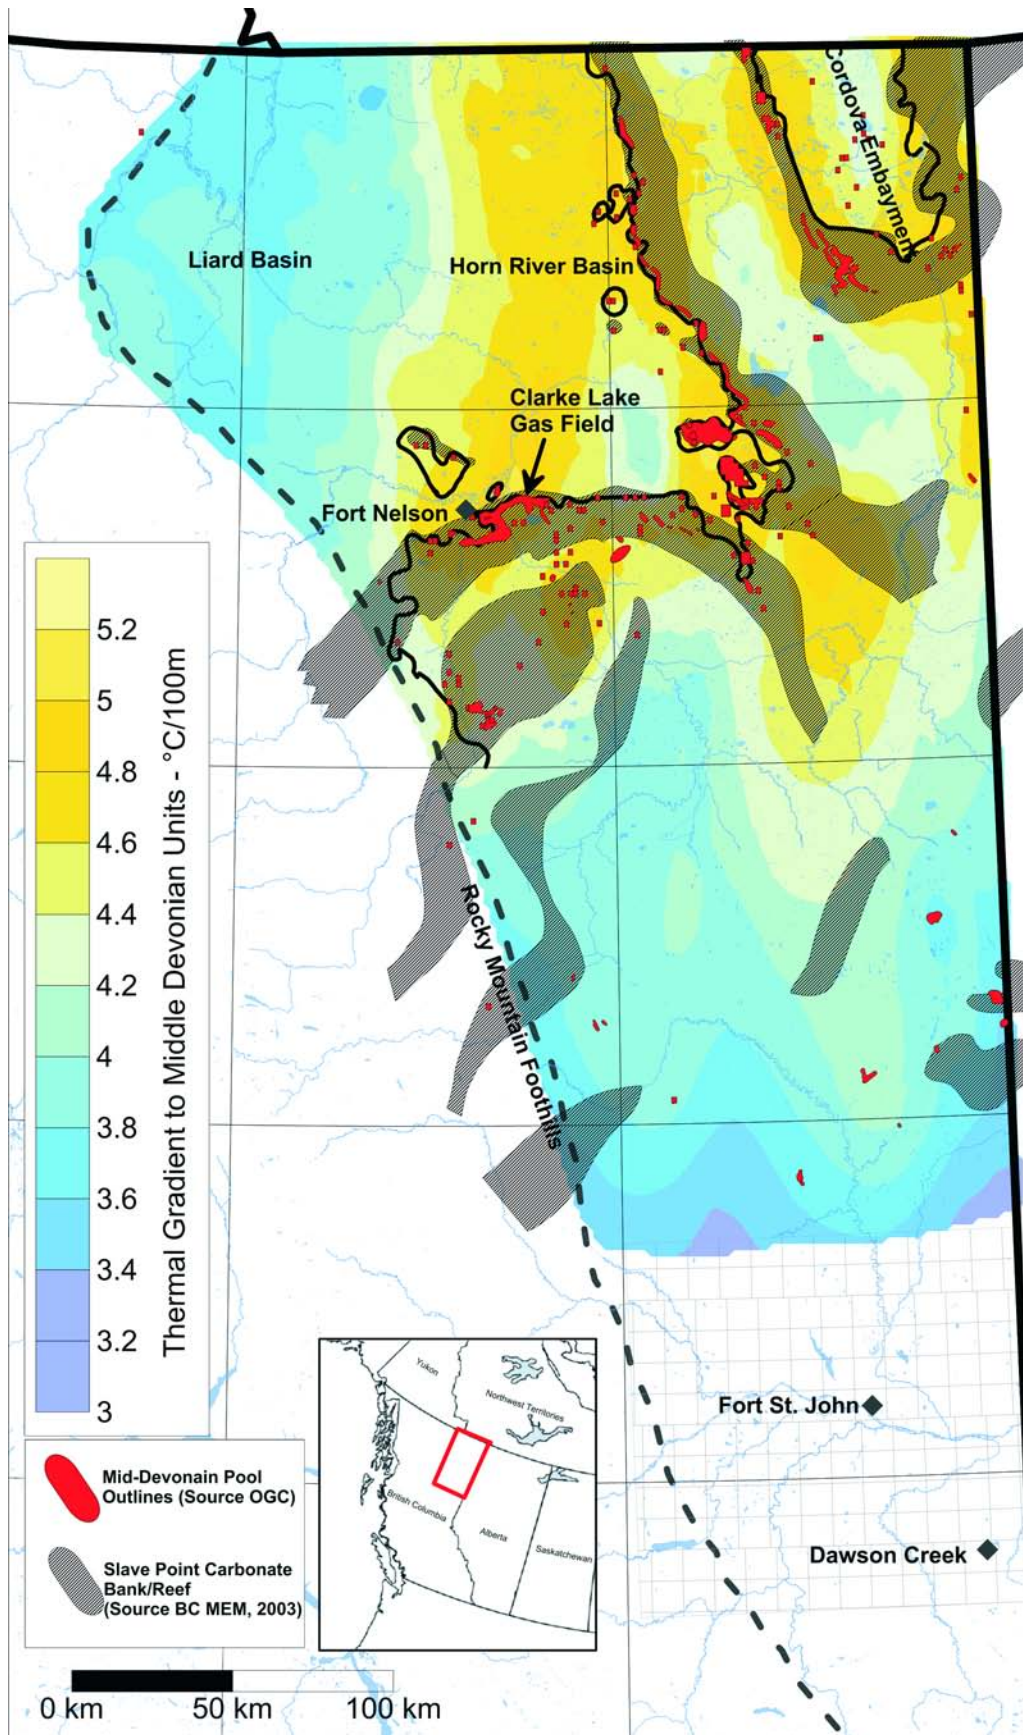 Cordova Embayment
Liard Basin
Horn River Basin
Clarke Lake
Gas Field
Fort Nelson
5.2
5
4.8
4.6
4.4
4.2
4
3.8
3.6
3.4
3.2
3
Thermal Gradient to Middle Devonian Units - °C/100m
Rocky Mountain Foothills
Yukon
Northwest Territories
British Columbia
Alberta
Saskatchewan
Fort St. John
Dawson Creek
Mid-Devonain Pool
Outlines (Source OGC)
Slave Point Carbonate
Bank/Reef
(Source BC MEM, 2003)
0 km
50 km
100 km